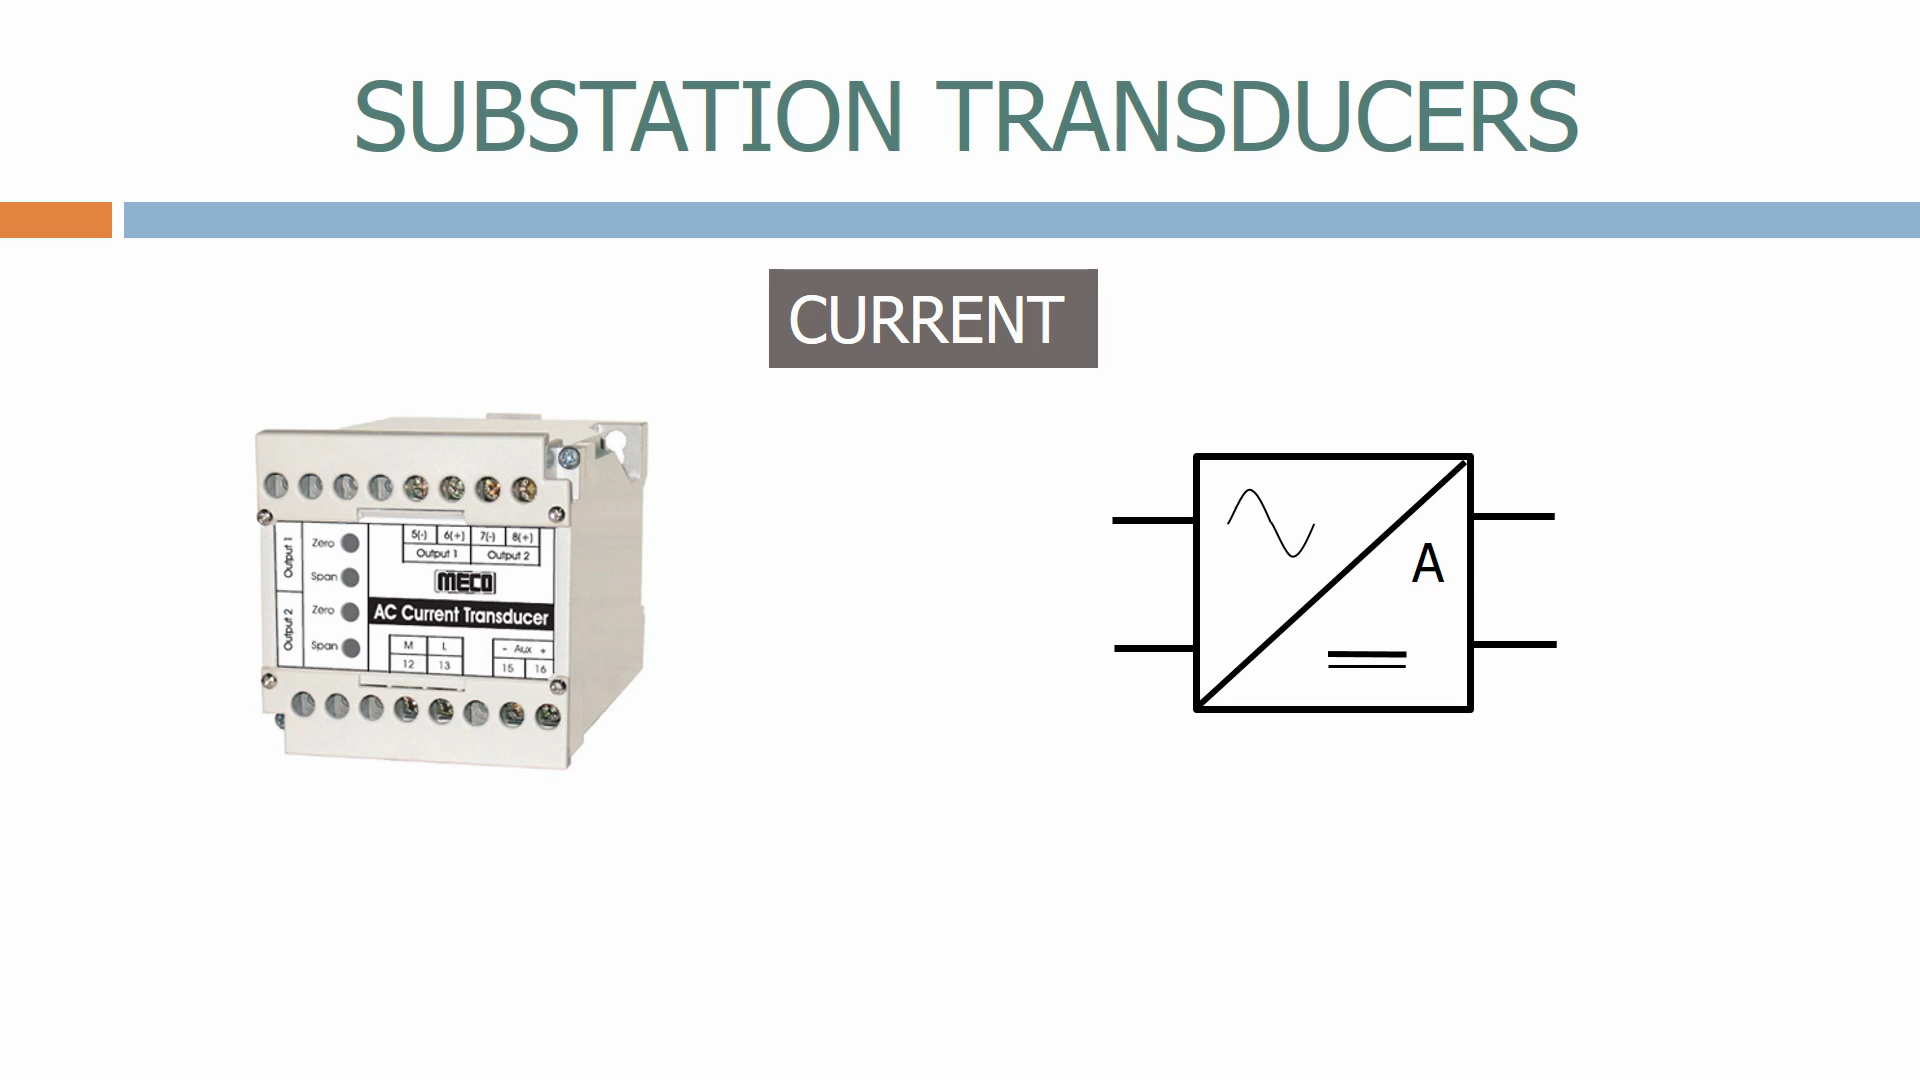 SUBSTATION TRANSDUCERS
CURRENT
Output 1
Zero
Span
Output 2
Zero
Span
5(-) 6(+) 7(-) 8(+)
Output 1 Output 2
MECO
AC Current Transducer
M L
12 13
- Aux +
15 16
A